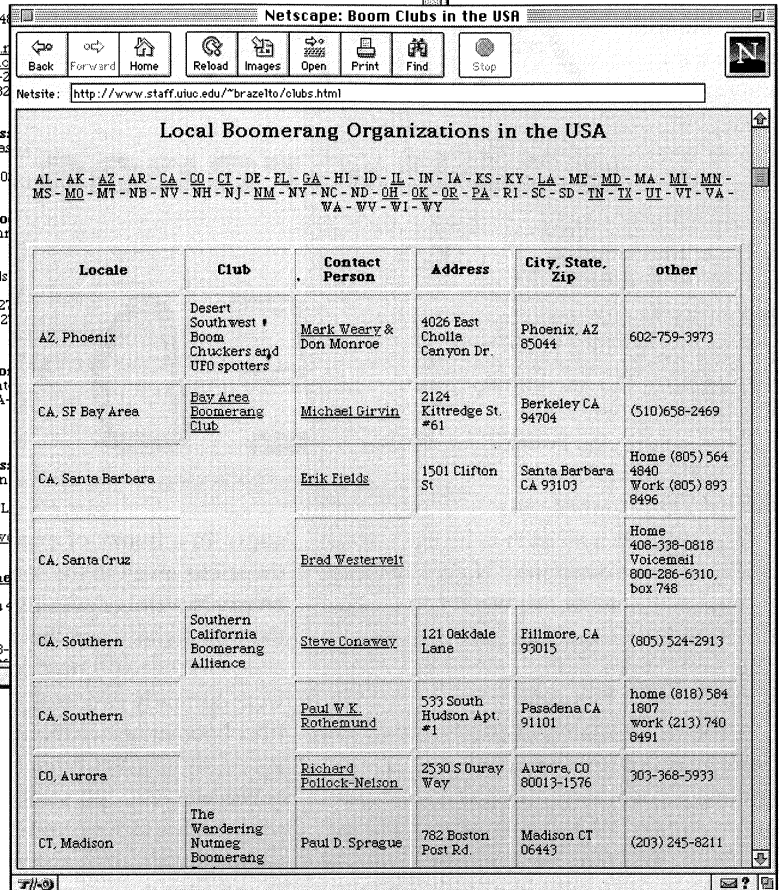 Netscape: Boom Clubs in the USA
Back Forward Home Reload Images Open Print Find Stop
N
Netsite: http://www.staff.uiuc.edu/~brazelto/clubs.html
Local Boomerang Organizations in the USA
AL - AK - AZ - AR - CA - CO - CT - DE - FL - GA - HI - ID - IL - IN - IA - KS - KY - LA - ME - MD - MA - MI - MN -
MS - MO - MT - NB - NV - NH - NJ - NM - NY - NC - ND - OH - OK - OR - PA - RI - SC - SD - TN - TX - UT - VT - VA -
WA - WV - WI - WY
Locale
Club
Contact
Person
Address
City, State,
Zip
other
AZ, Phoenix
Desert
Southwest
Boom
Chuckers and
UFO spotters
Mark Weary &
Don Monroe
4026 East
Cholla
Canyon Dr.
Phoenix, AZ
85044
602-759-3973
CA, SF Bay Area
Bay Area
Boomerang
Club
Michael Girvin
2124
Kittredge St.
#61
Berkeley CA
94704
(510)658-2469
CA, Santa Barbara
Erik Fields
1501 Clifton
St
Santa Barbara
CA 93103
Home (805) 564
4840
Work (805) 893
8496
CA, Santa Cruz
Brad Westervelt
Home
408-338-0818
Voicemail
800-286-6310,
box 748
CA, Southern
Southern
California
Boomerang
Alliance
Steve Conaway
121 Oakdale
Lane
Fillmore, CA
93015
(805) 524-2913
CA, Southern
Paul W.K.
Rothemund
533 South
Hudson Apt.
#1
Pasadena CA
91101
home (818) 584
1807
work (213) 740
8491
CO, Aurora
Richard
Pollock-Nelson
2530 S Ouray
Way
Aurora, CO
80013-1576
303-368-5933
CT, Madison
The
Wandering
Nutmeg
Boomerang
Paul D. Sprague
782 Boston
Post Rd.
Madison CT
06443
(203) 245-8211